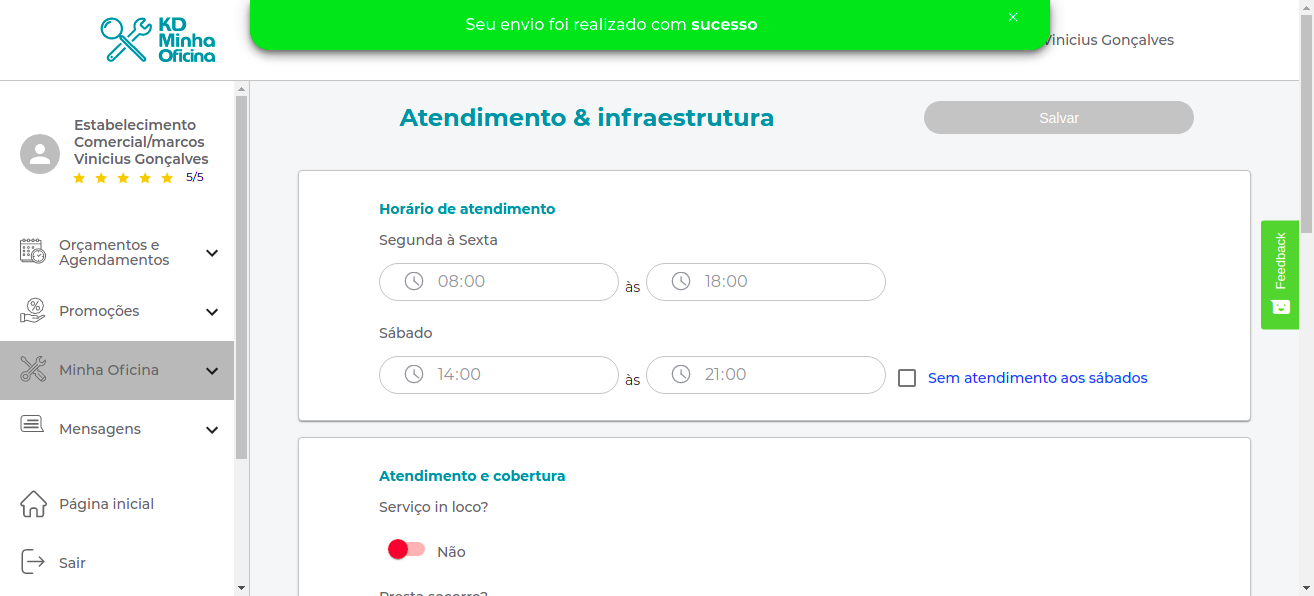 KD
Minha
Oficina
Seu envio foi realizado com sucesso
Vinicius Gonçalves
Estabelecimento
Comercial/marcos
Vinicius Gonçalves
5/5
Orçamentos e
Agendamentos
Promoções
Minha Oficina
Mensagens
Página inicial
Sair
Atendimento & infraestrutura
Salvar
Horário de atendimento
Segunda à Sexta
08:00 às 18:00
Sábado
14:00 às 21:00 Sem atendimento aos sábados
Atendimento e cobertura
Serviço in loco?
Não
Presta socorro?
Feedback